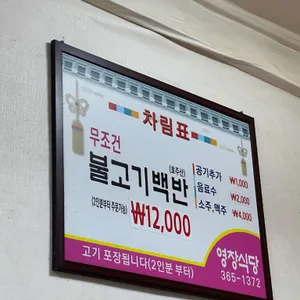 차림표
무조건
불고기백반
(호주산)
(2인분부터 주문가능) ₩12,000
공기추가 ₩1,000
음료수 ₩2,000
소주,맥주 ₩4,000
고기 포장됩니다(2인분 부터)
영창식당
365-1372